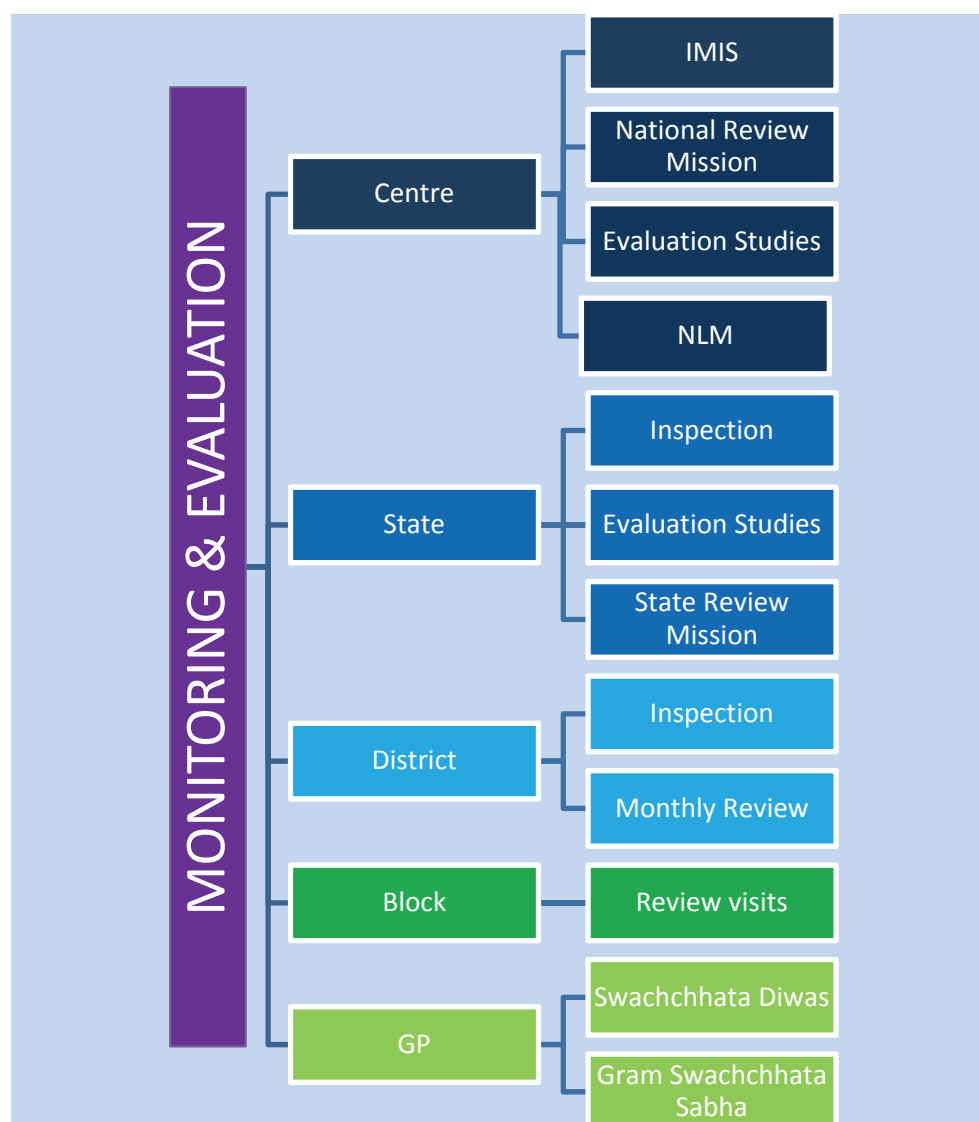 MONITORING & EVALUATION
Centre
IMIS
National Review
Mission
Evaluation Studies
NLM
State
Inspection
Evaluation Studies
State Review
Mission
District
Inspection
Monthly Review
Block
Review visits
GP
Swachchhata Diwas
Gram Swachchhata
Sabha